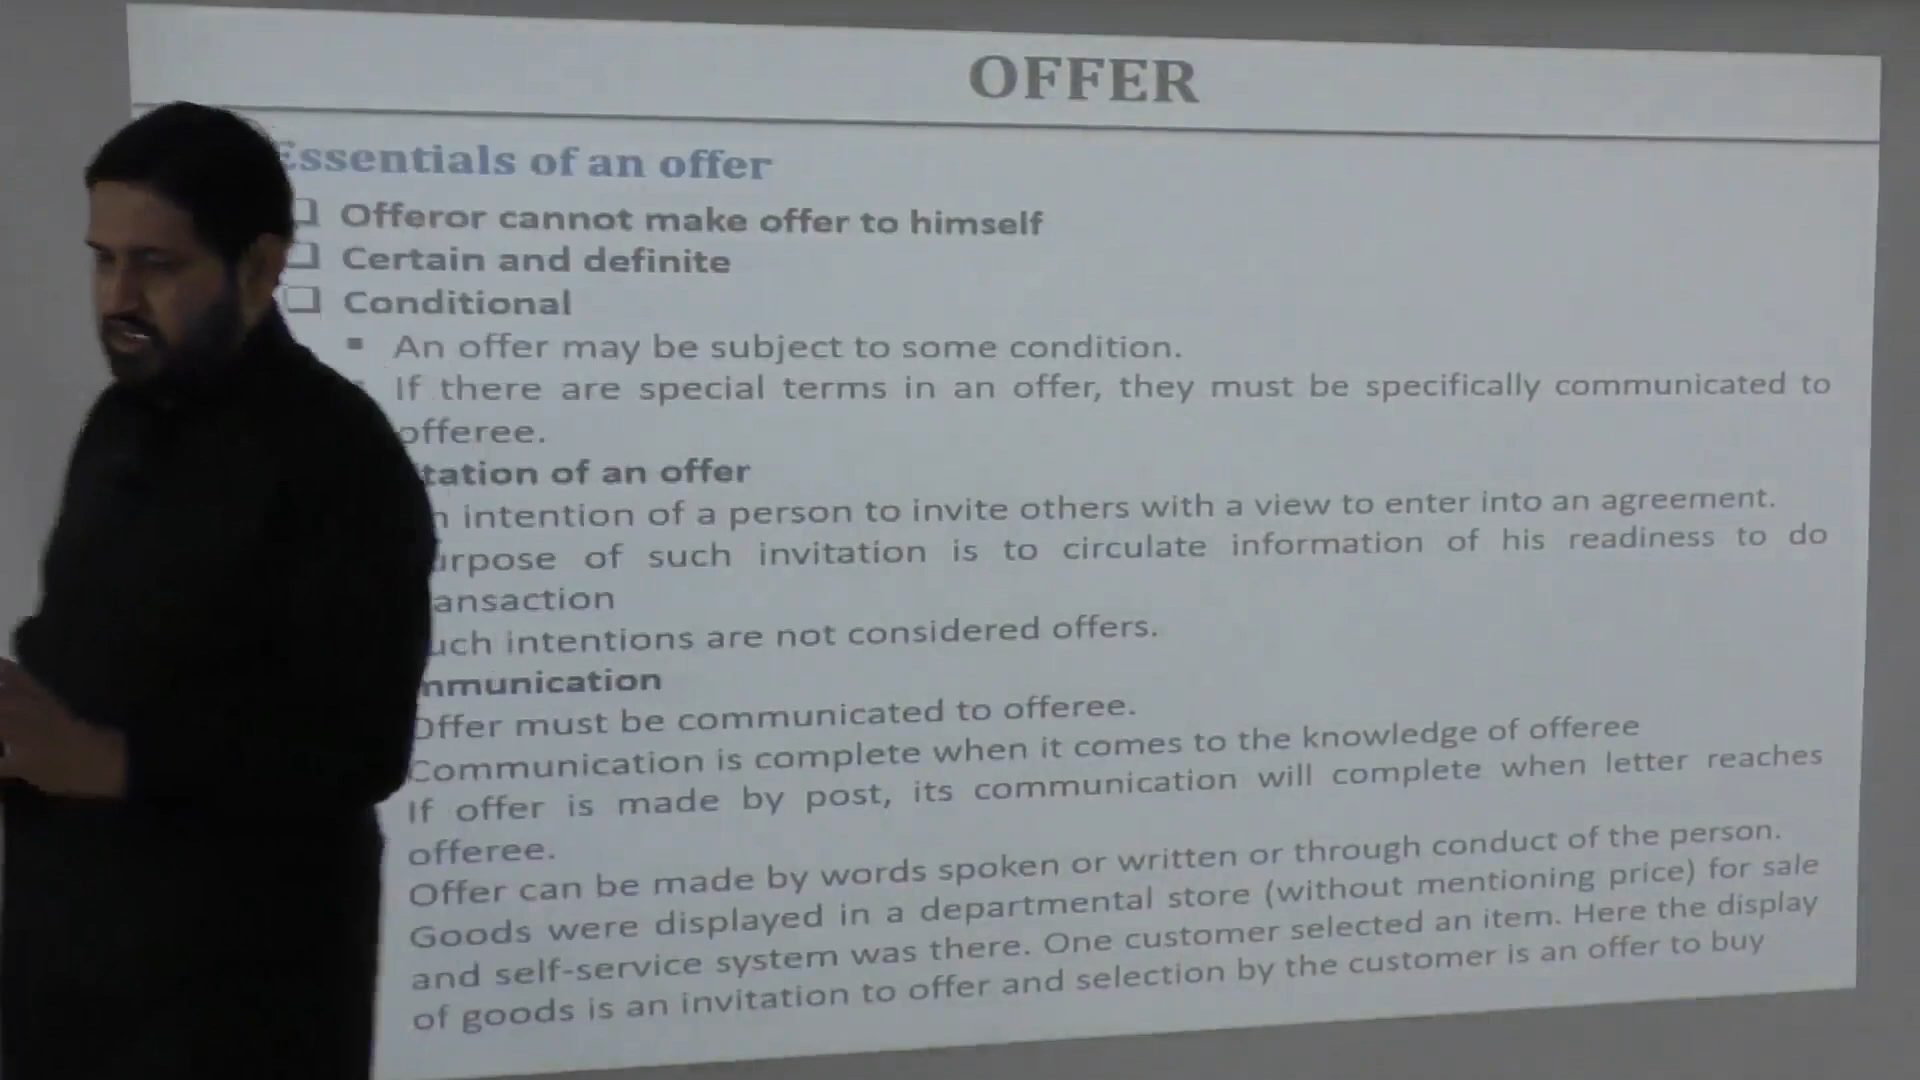 OFFER
Essentials of an offer
Offeror cannot make offer to himself
Certain and definite
Conditional
An offer may be subject to some condition.
If there are special terms in an offer, they must be specifically communicated to
offeree.
tation of an offer
intention of a person to invite others with a view to enter into an agreement.
urpose of such invitation is to circulate information of his readiness to do
ansaction
uch intentions are not considered offers.
mmunication
Offer must be communicated to offeree.
Communication is complete when it comes to the knowledge of offeree
If offer is made by post, its communication will complete when letter reaches
offeree.
Offer can be made by words spoken or written or through conduct of the person.
Goods were displayed in a departmental store (without mentioning price) for sale
and self-service system was there. One customer selected an item. Here the display
of goods is an invitation to offer and selection by the customer is an offer to buy